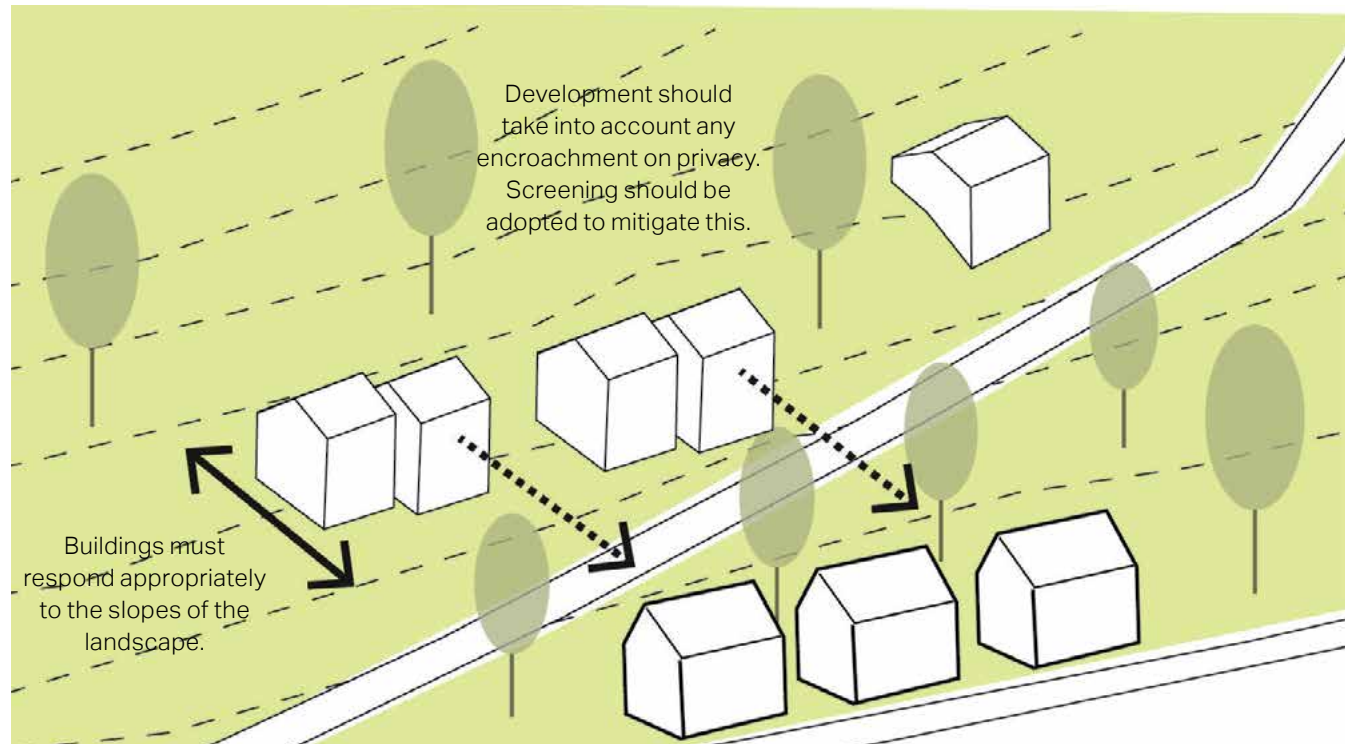 Development should
take into account any
encroachment on privacy.
Screening should be
adopted to mitigate this.
Buildings must
respond appropriately
to the slopes of the
landscape.